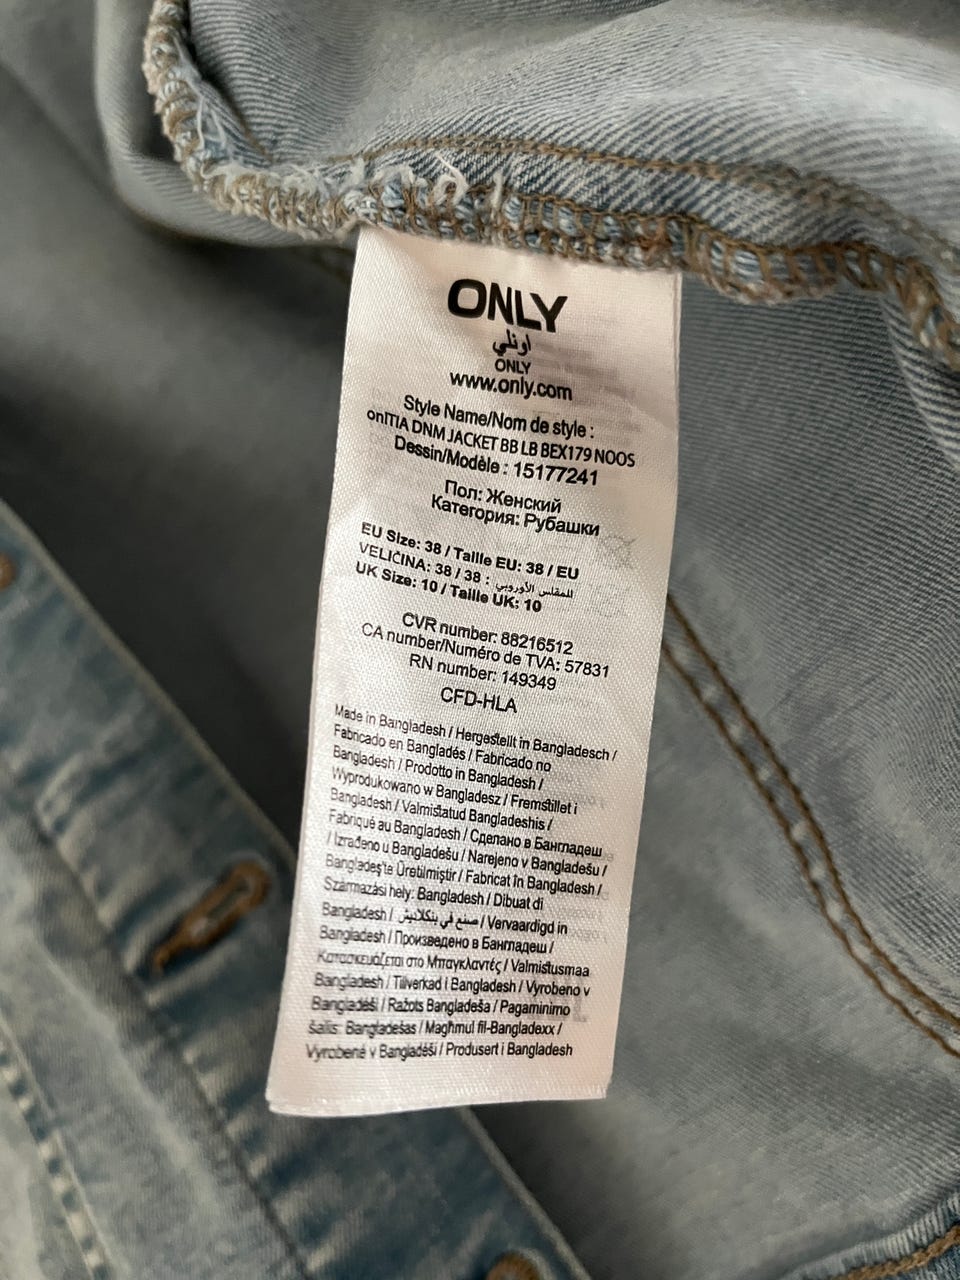 ONLY
اونلي
ONLY
www.only.com
Style Name/Nom de style :
onlTIA DNM JACKET BB LB BEX179 NOOS
Dessin/Modèle : 15177241
Пол: Женский
Категория: Рубашки
EU Size: 38 / Taille EU: 38 / EU
VELIČINA: 38 / 38 : للمقاس الأوروبي
UK Size: 10 / Taille UK: 10
CVR number: 88216512
CA number/Numéro de TVA: 57831
RN number: 149349
CFD-HLA
Made in Bangladesh / Hergestellt in Bangladesch /
Fabricado en Bangladés / Fabricado no
Bangladesh / Prodotto in Bangladesh /
Wyprodukowano w Bangladesz / Fremstillet i
Bangladesh / Valmistatud Bangladeshis /
Fabriqué au Bangladesh / Сделано в Бангладеш
/ Izrađeno u Bangladešu / Narejeno v Bangladešu /
Bangladeş'te Üretilmiştir / Fabricat în Bangladesh /
Származási hely: Bangladesh / Dibuat di
Bangladesh / صنع في بنكلاديش / Vervaardigd in
Bangladesh / Произведено в Бангладеш /
Κατασκευάζεται στο Μπαγκλαντές / Valmistusmaa
Bangladesh / Tillverkad i Bangladesh / Vyrobeno v
Bangladéši / Ražots Bangladeša / Pagaminimo
šalis: Bangladešas / Magħmul fil-Bangladexx /
Vyrobené v Bangladéši / Produsert i Bangladesh